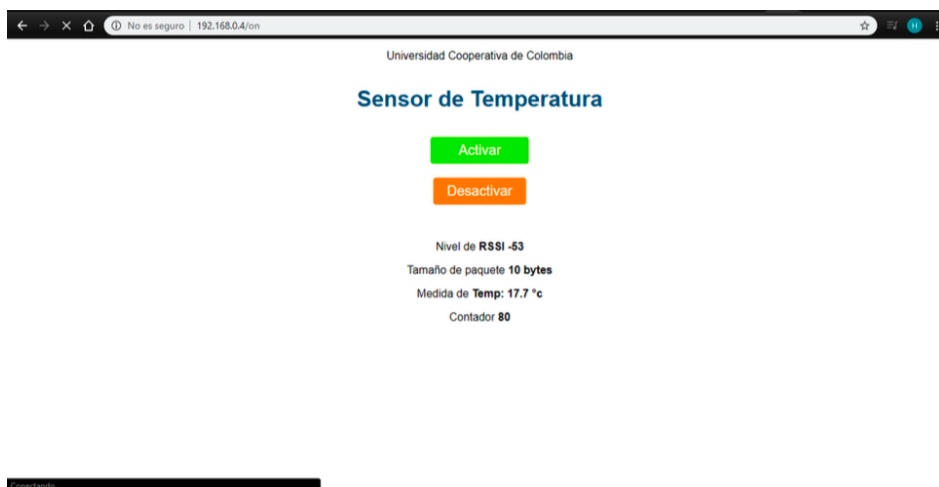 No es seguro | 192.168.0.4/on
H
Universidad Cooperativa de Colombia
Sensor de Temperatura
Activar
Desactivar
Nivel de RSSI -53
Tamaño de paquete 10 bytes
Medida de Temp: 17.7 °c
Contador 80
Conectando